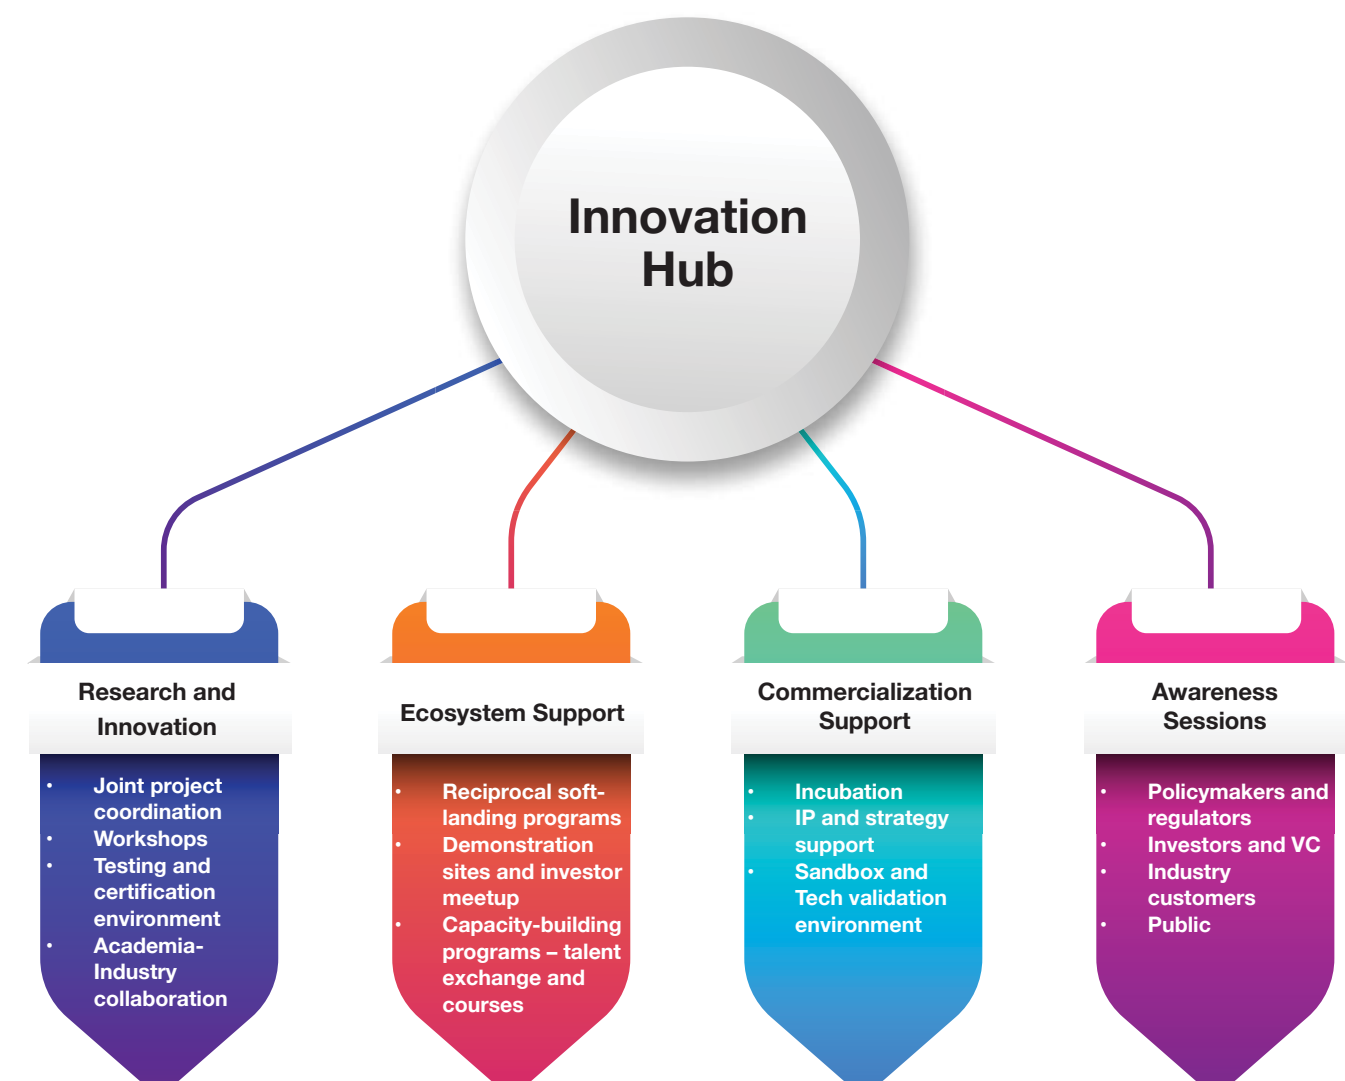 Innovation
Hub
Research and
Innovation
• Joint project
coordination
• Workshops
• Testing and
certification
environment
• Academia-
Industry
collaboration
Ecosystem Support
• Reciprocal soft-
landing programs
• Demonstration
sites and investor
meetup
• Capacity-building
programs – talent
exchange and
courses
Commercialization
Support
• Incubation
• IP and strategy
support
• Sandbox and
Tech validation
environment
Awareness
Sessions
• Policymakers and
regulators
• Investors and VC
• Industry
customers
• Public